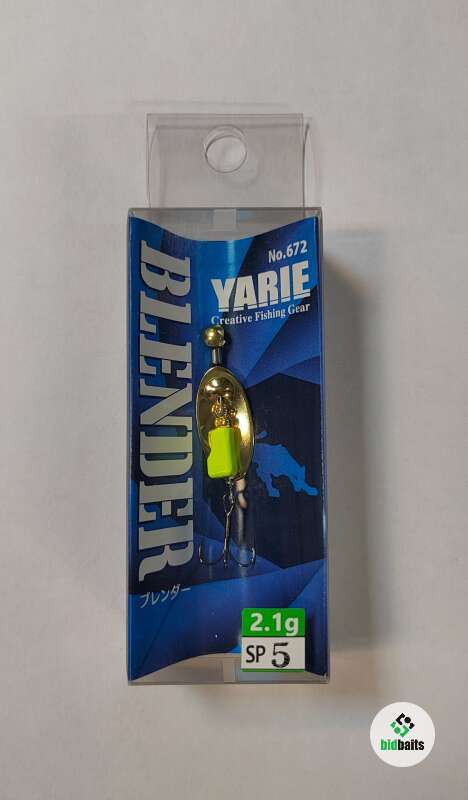 No.672
YARIE
Creative Fishing Gear
BLENDER
ブレンダー
2.1g
SP 5
bidbaits